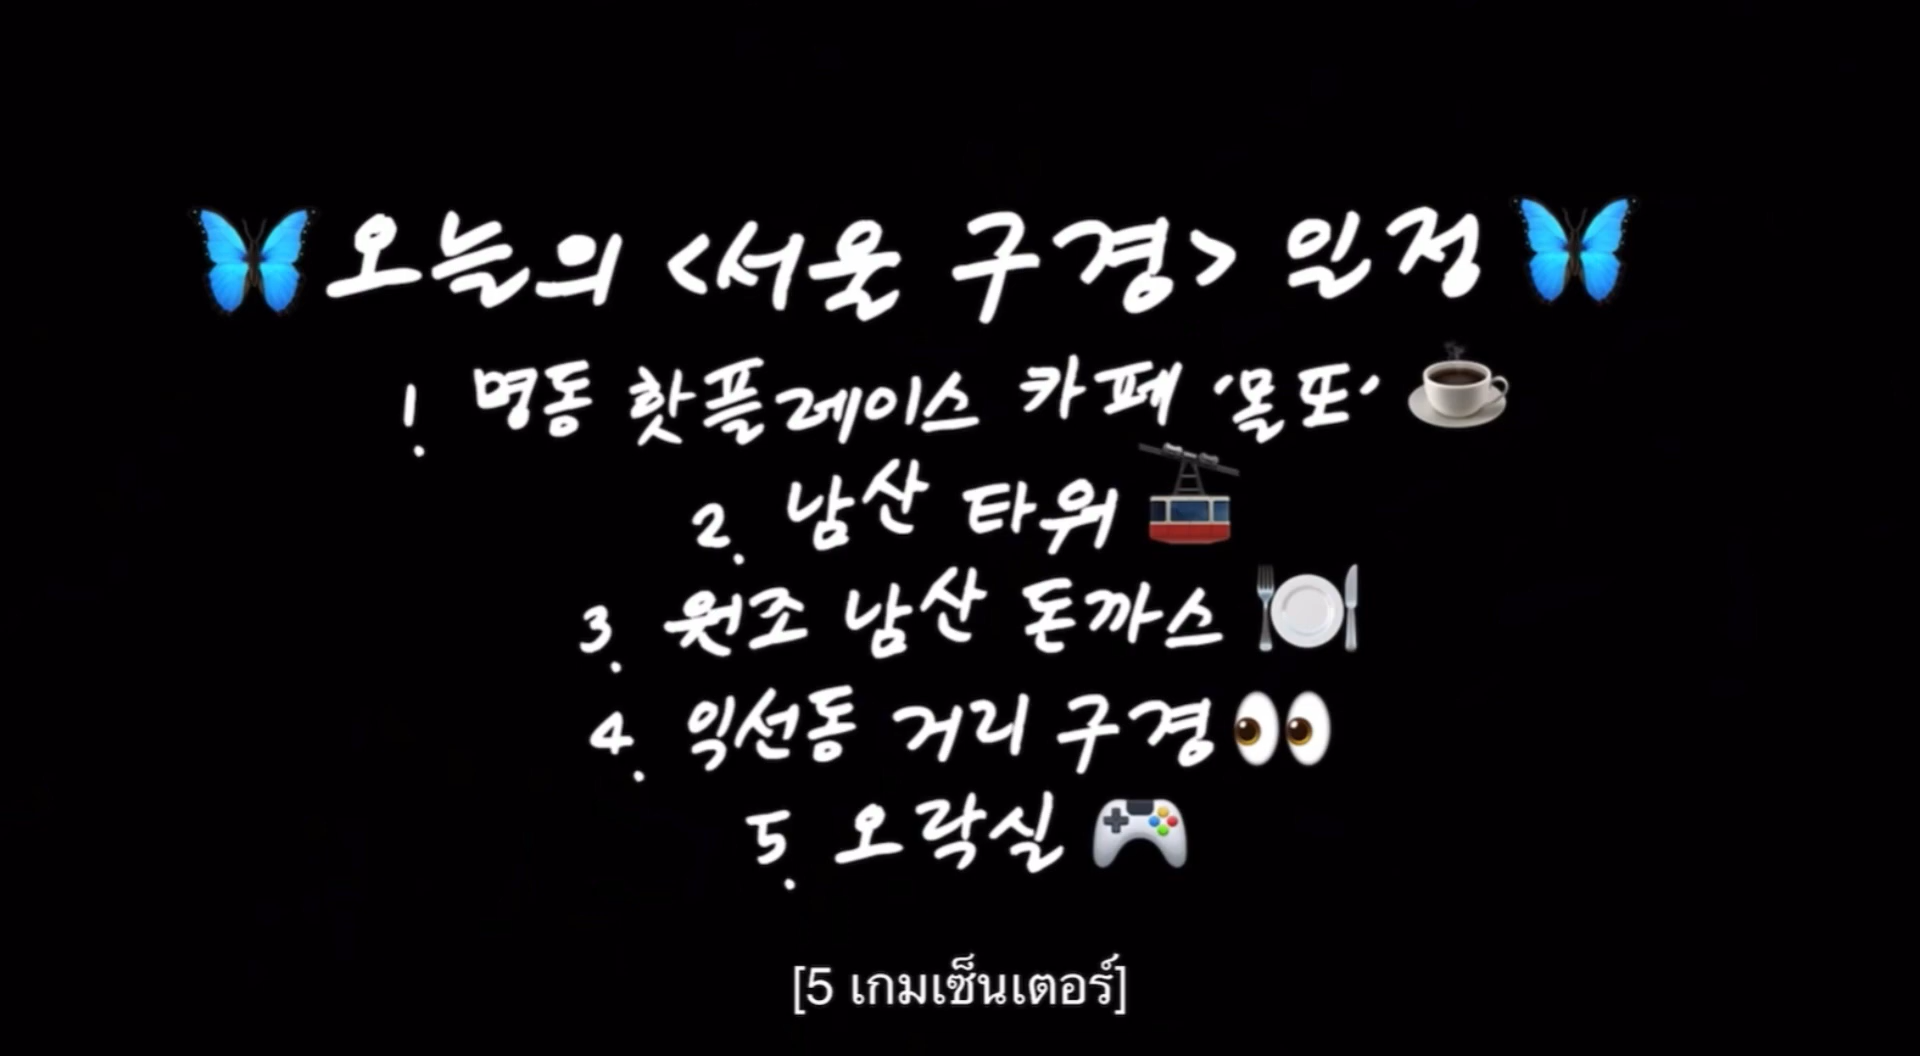 🦋오늘의 <서울 구경> 일정🦋
1. 명동 핫플레이스 카페 '몰또' ☕
2. 남산 타워 🚡
3. 원조 남산 돈까스 🍽
4. 익선동 거리 구경👀
5. 오락실 🎮
[5 เกมเซ็นเตอร์]